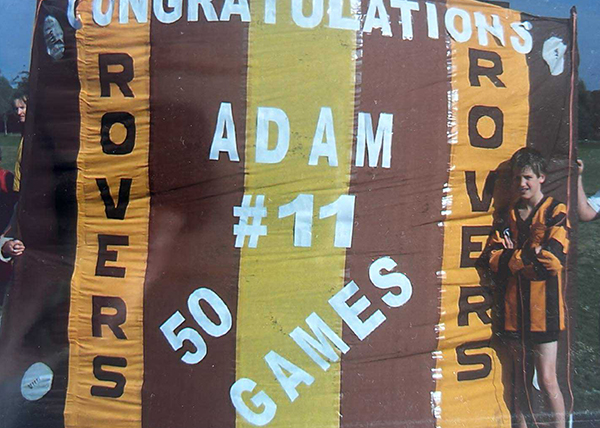 CONGRATULATIONS
ROVERS
ADAM
#11
50
GAMES
ROVERS